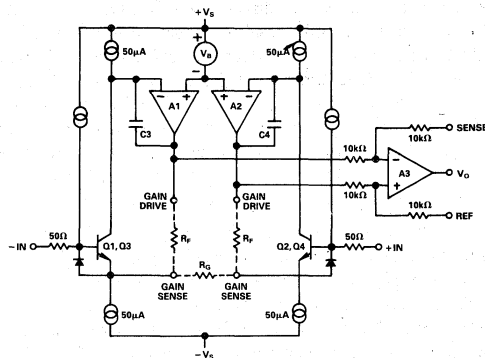 +VS
50μA
+
VB
−
50μA
−
+
A1
+
−
A2
C3
C4
10kΩ
SENSE
10kΩ
−
A3
+
VO
10kΩ
10kΩ
REF
GAIN
DRIVE
GAIN
DRIVE
RF
RF
−IN
50Ω
Q1, Q3
Q2, Q4
50Ω
+IN
RG
GAIN
SENSE
GAIN
SENSE
50μA
50μA
−VS